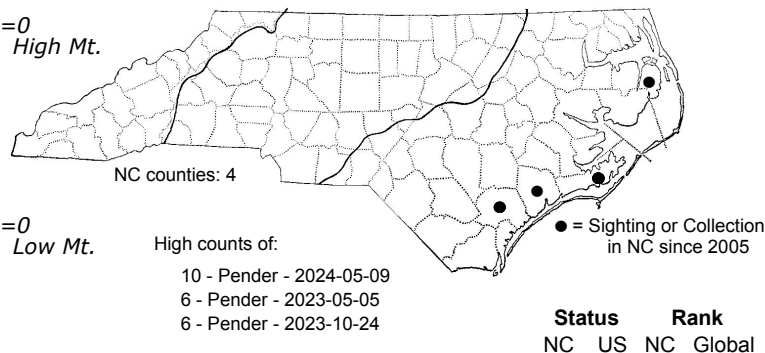 =0
High Mt.
NC counties: 4
=0
Low Mt.
High counts of:
10 - Pender - 2024-05-09
6 - Pender - 2023-05-05
6 - Pender - 2023-10-24
● = Sighting or Collection
in NC since 2005
Status Rank
NC US NC Global